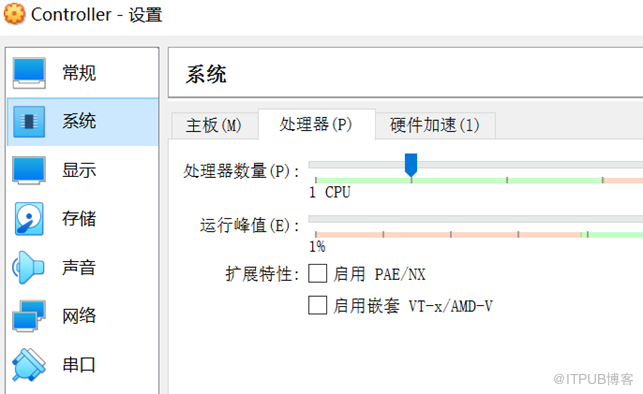 Controller - 设置
常规
系统
显示
存储
声音
网络
串口
系统
主板(M) 处理器(P) 硬件加速(l)
处理器数量(P):
1 CPU
运行峰值(E):
1%
扩展特性: 启用 PAE/NX
启用嵌套 VT-x/AMD-V
@ITPUB博客